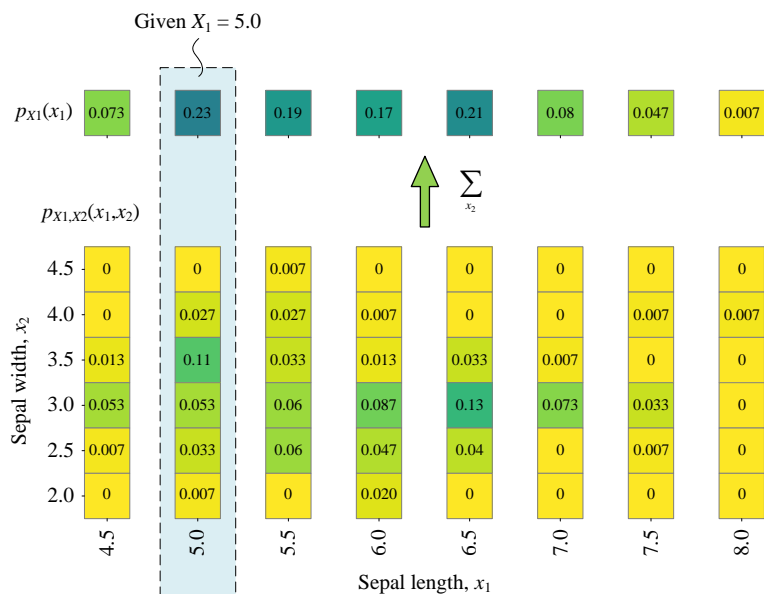 Given X₁ = 5.0
p_X1(x₁) 0.073 0.23 0.19 0.17 0.21 0.08 0.047 0.007
∑ x₂
p_X1,X2(x₁,x₂)
4.5 0 0 0.007 0 0 0 0 0
4.0 0 0.027 0.027 0.007 0 0 0.007 0.007
3.5 0.013 0.11 0.033 0.013 0.033 0.007 0 0
3.0 0.053 0.053 0.06 0.087 0.13 0.073 0.033 0
2.5 0.007 0.033 0.06 0.047 0.04 0 0.007 0
2.0 0 0.007 0 0.020 0 0 0 0
Sepal width, x₂
4.5 5.0 5.5 6.0 6.5 7.0 7.5 8.0
Sepal length, x₁